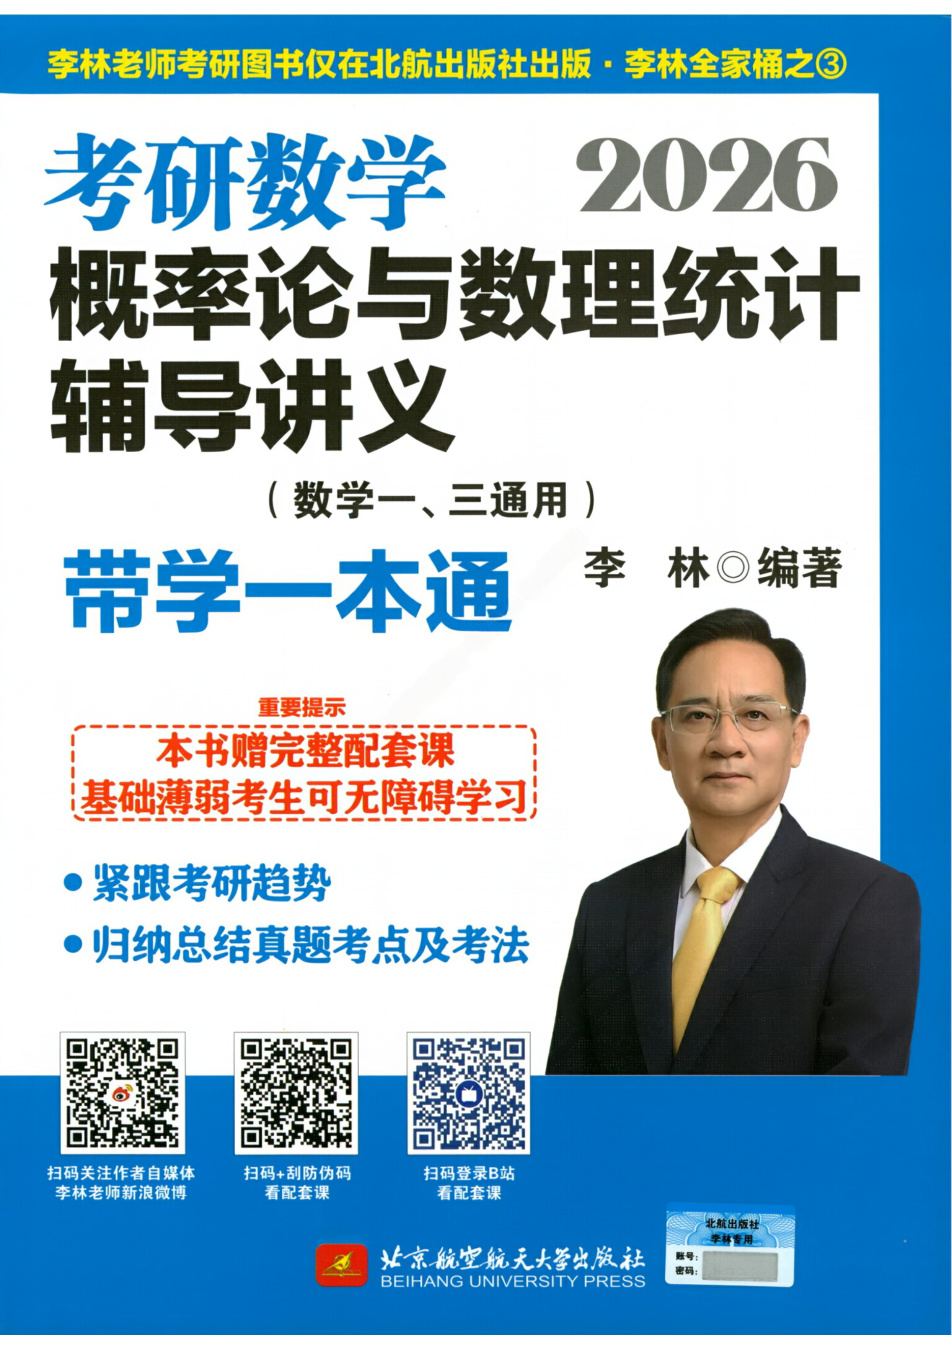 李林老师考研图书仅在北航出版社出版·李林全家桶之③
考研数学 2026
概率论与数理统计
辅导讲义
（数学一、三通用）
带学一本通
李 林◎编著
重要提示
本书赠完整配套课
基础薄弱考生可无障碍学习
●紧跟考研趋势
●归纳总结真题考点及考法
扫码关注作者自媒体
李林老师新浪微博
扫码+刮防伪码
看配套课
扫码登录B站
看配套课
北京航空航天大学出版社
BEIHANG UNIVERSITY PRESS
北航出版社
李林专用
账号：
密码：